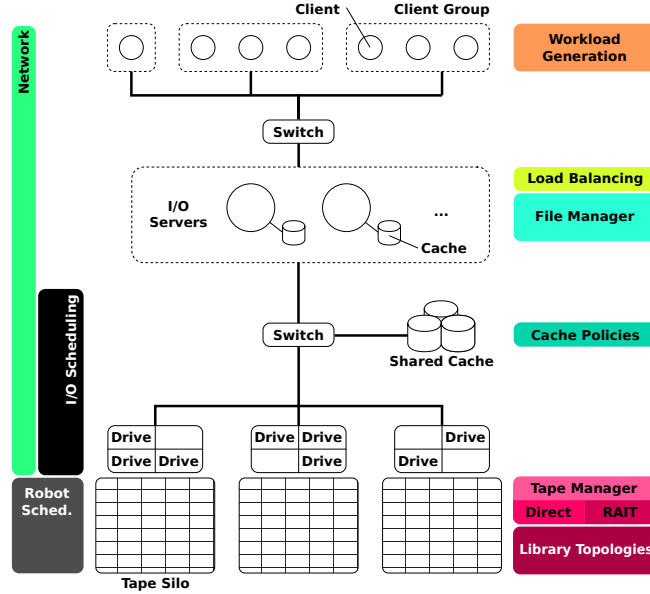 Client
Client Group
Network
Workload
Generation
Switch
Load Balancing
I/O
Servers
...
File Manager
Cache
I/O Scheduling
Switch
Cache Policies
Shared Cache
Drive
Drive Drive
Drive Drive
Drive
Drive
Drive
Robot
Sched.
Tape Manager
Direct
RAIT
Library Topologies
Tape Silo